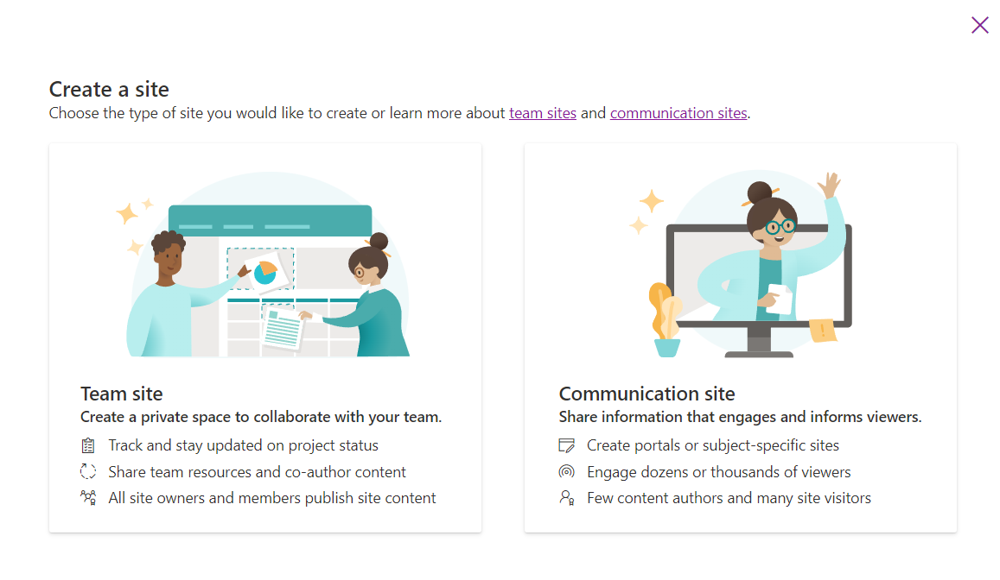 Create a site
Choose the type of site you would like to create or learn more about team sites and communication sites.
Team site
Create a private space to collaborate with your team.
Track and stay updated on project status
Share team resources and co-author content
All site owners and members publish site content
Communication site
Share information that engages and informs viewers.
Create portals or subject-specific sites
Engage dozens or thousands of viewers
Few content authors and many site visitors